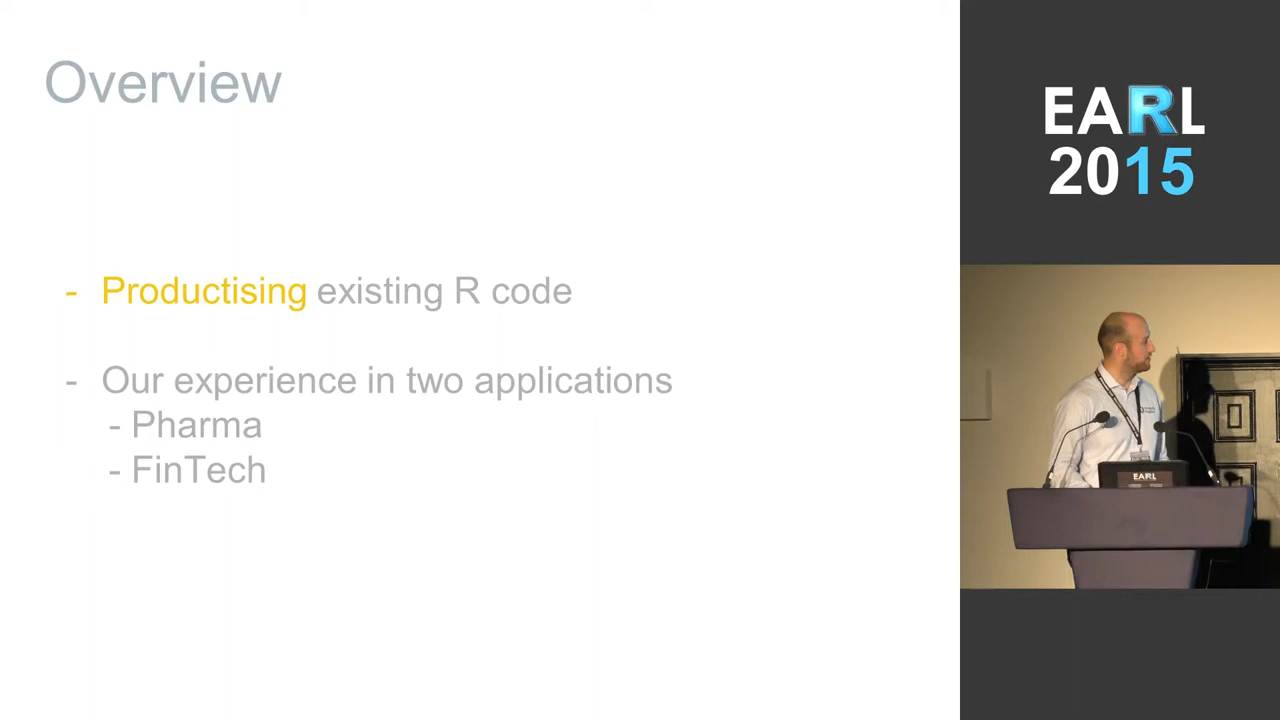 Overview
- Productising existing R code
- Our experience in two applications
- Pharma
- FinTech
EARL
2015
EARL